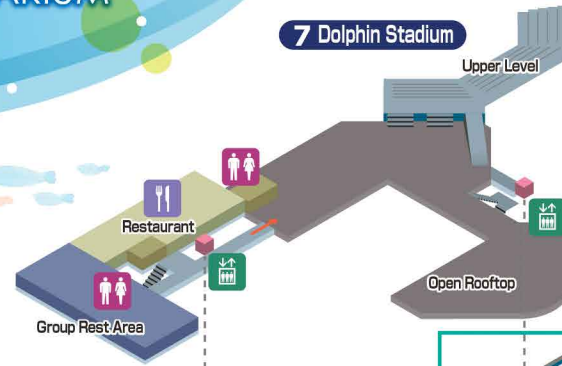 7 Dolphin Stadium
Upper Level
Restaurant
Open Rooftop
Group Rest Area